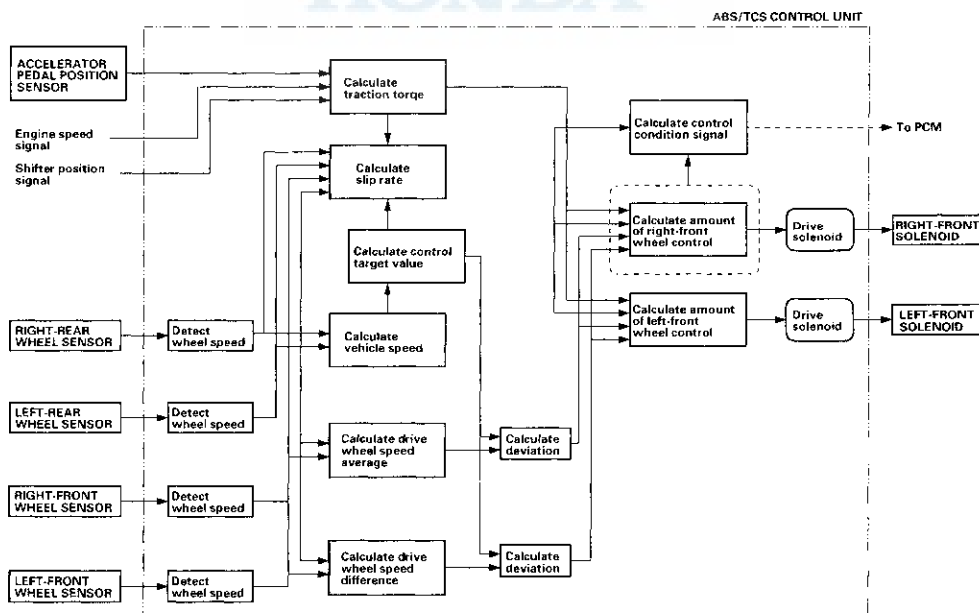 HONDA
ABS/TCS CONTROL UNIT
ACCELERATOR
PEDAL POSITION
SENSOR
Engine speed
signal
Shifter position
signal
Calculate
traction torqe
Calculate
slip rate
Calculate control
target value
Calculate
vehicle speed
Calculate control
condition signal
To PCM
Calculate amount
of right-front
wheel control
Drive
solenoid
RIGHT-FRONT
SOLENOID
Calculate amount
of left-front
wheel control
Drive
solenoid
LEFT-FRONT
SOLENOID
RIGHT-REAR
WHEEL SENSOR
Detect
wheel speed
LEFT-REAR
WHEEL SENSOR
Detect
wheel speed
Calculate drive
wheel speed
average
Calculate
deviation
RIGHT-FRONT
WHEEL SENSOR
Detect
wheel speed
LEFT-FRONT
WHEEL SENSOR
Detect
wheel speed
Calculate drive
wheel speed
difference
Calculate
deviation